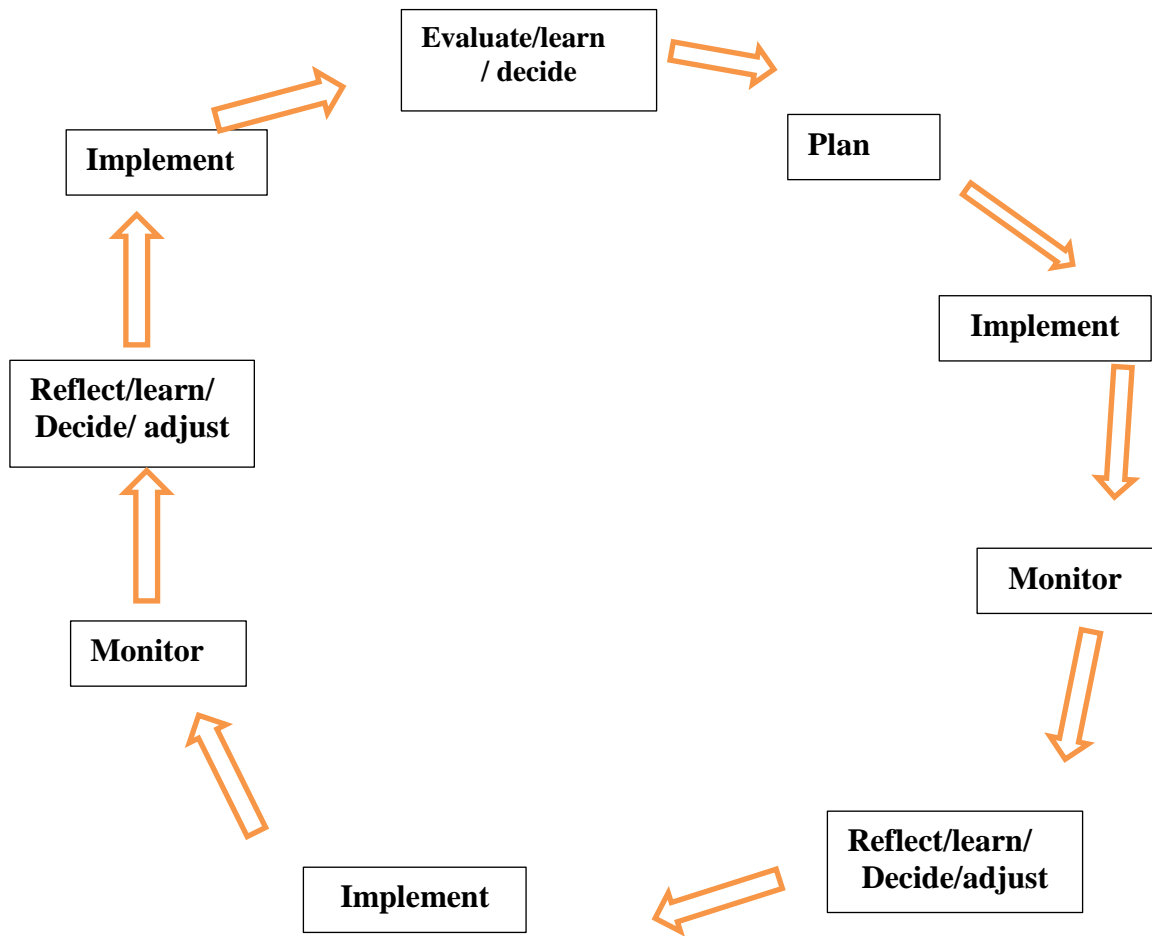 Evaluate/learn
/ decide
Plan
Implement
Monitor
Reflect/learn/
Decide/adjust
Implement
Monitor
Reflect/learn/
Decide/ adjust
Implement